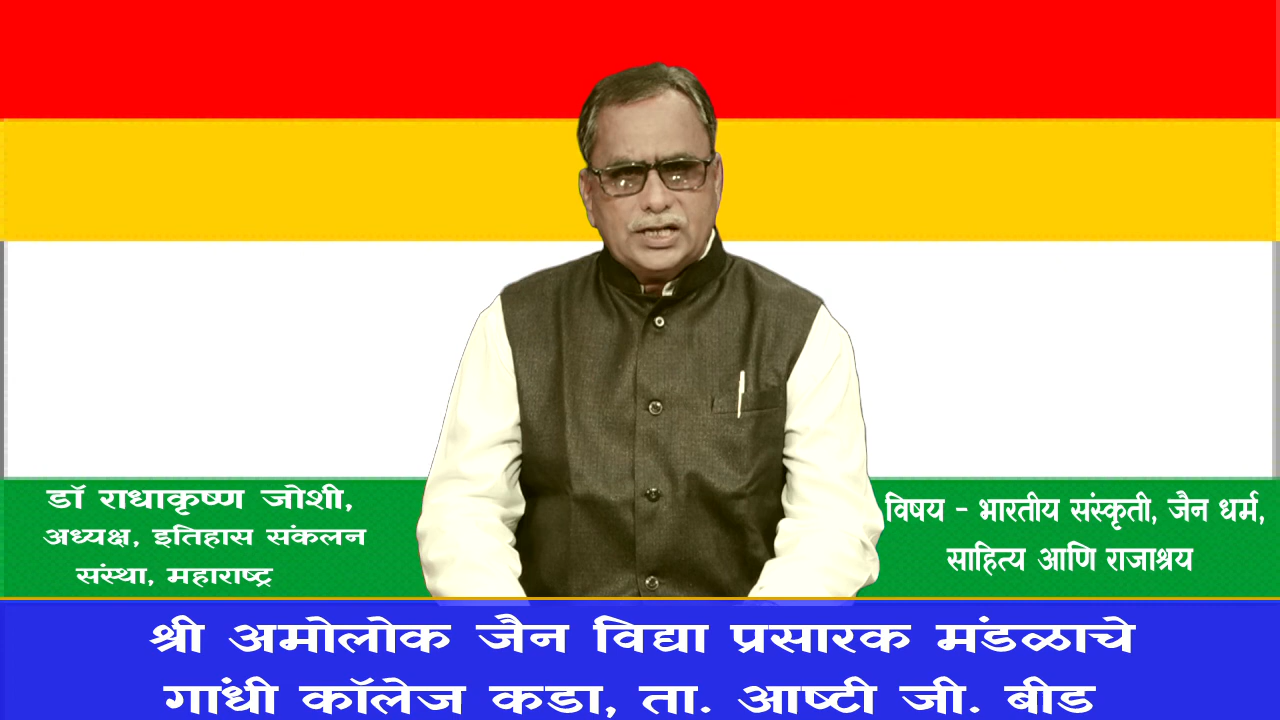 डॉ राधाकृष्ण जोशी,
अध्यक्ष, इतिहास संकलन
संस्था, महाराष्ट्र
विषय - भारतीय संस्कृती, जैन धर्म,
साहित्य आणि राजाश्रय
श्री अमोलोक जैन विद्या प्रसारक मंडळाचे
गांधी कॉलेज कडा, ता. आष्टी जी. बीड